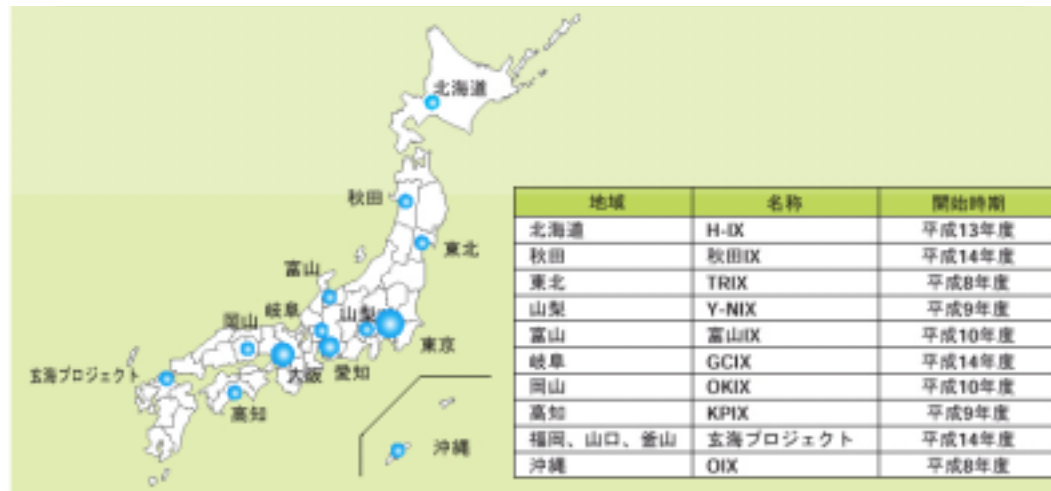 北海道
秋田
東北
富山
岐阜
山梨
岡山
東京
玄海プロジェクト
大阪
愛知
高知
沖縄
地域 名称 開始時期
北海道 H-IX 平成13年度
秋田 秋田IX 平成14年度
東北 TRIX 平成8年度
山梨 Y-NIX 平成9年度
富山 富山IX 平成10年度
岐阜 GCIX 平成14年度
岡山 OKIX 平成10年度
高知 KPIX 平成9年度
福岡、山口、釜山 玄海プロジェクト 平成14年度
沖縄 OIX 平成8年度